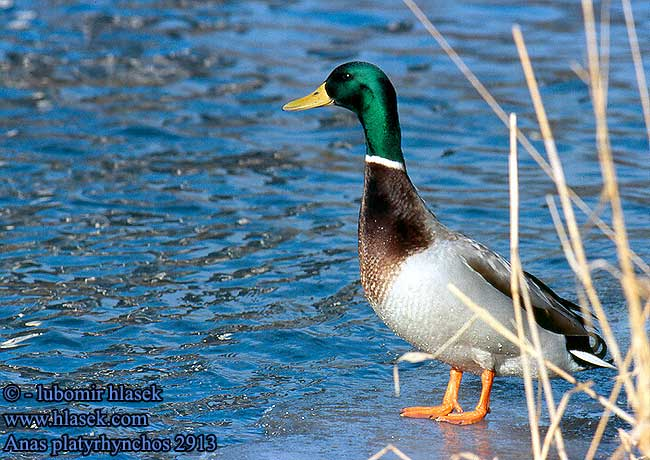 © - lubomir hlasek
www.hlasek.com
Anas platyrhynchos 2913